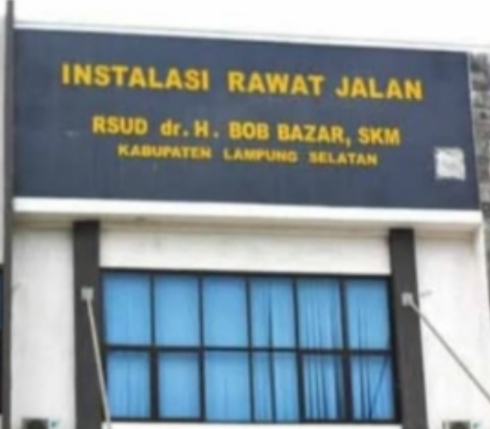 INSTALASI RAWAT JALAN
RSUD dr. H. BOB BAZAR, SKM
KABUPATEN LAMPUNG SELATAN